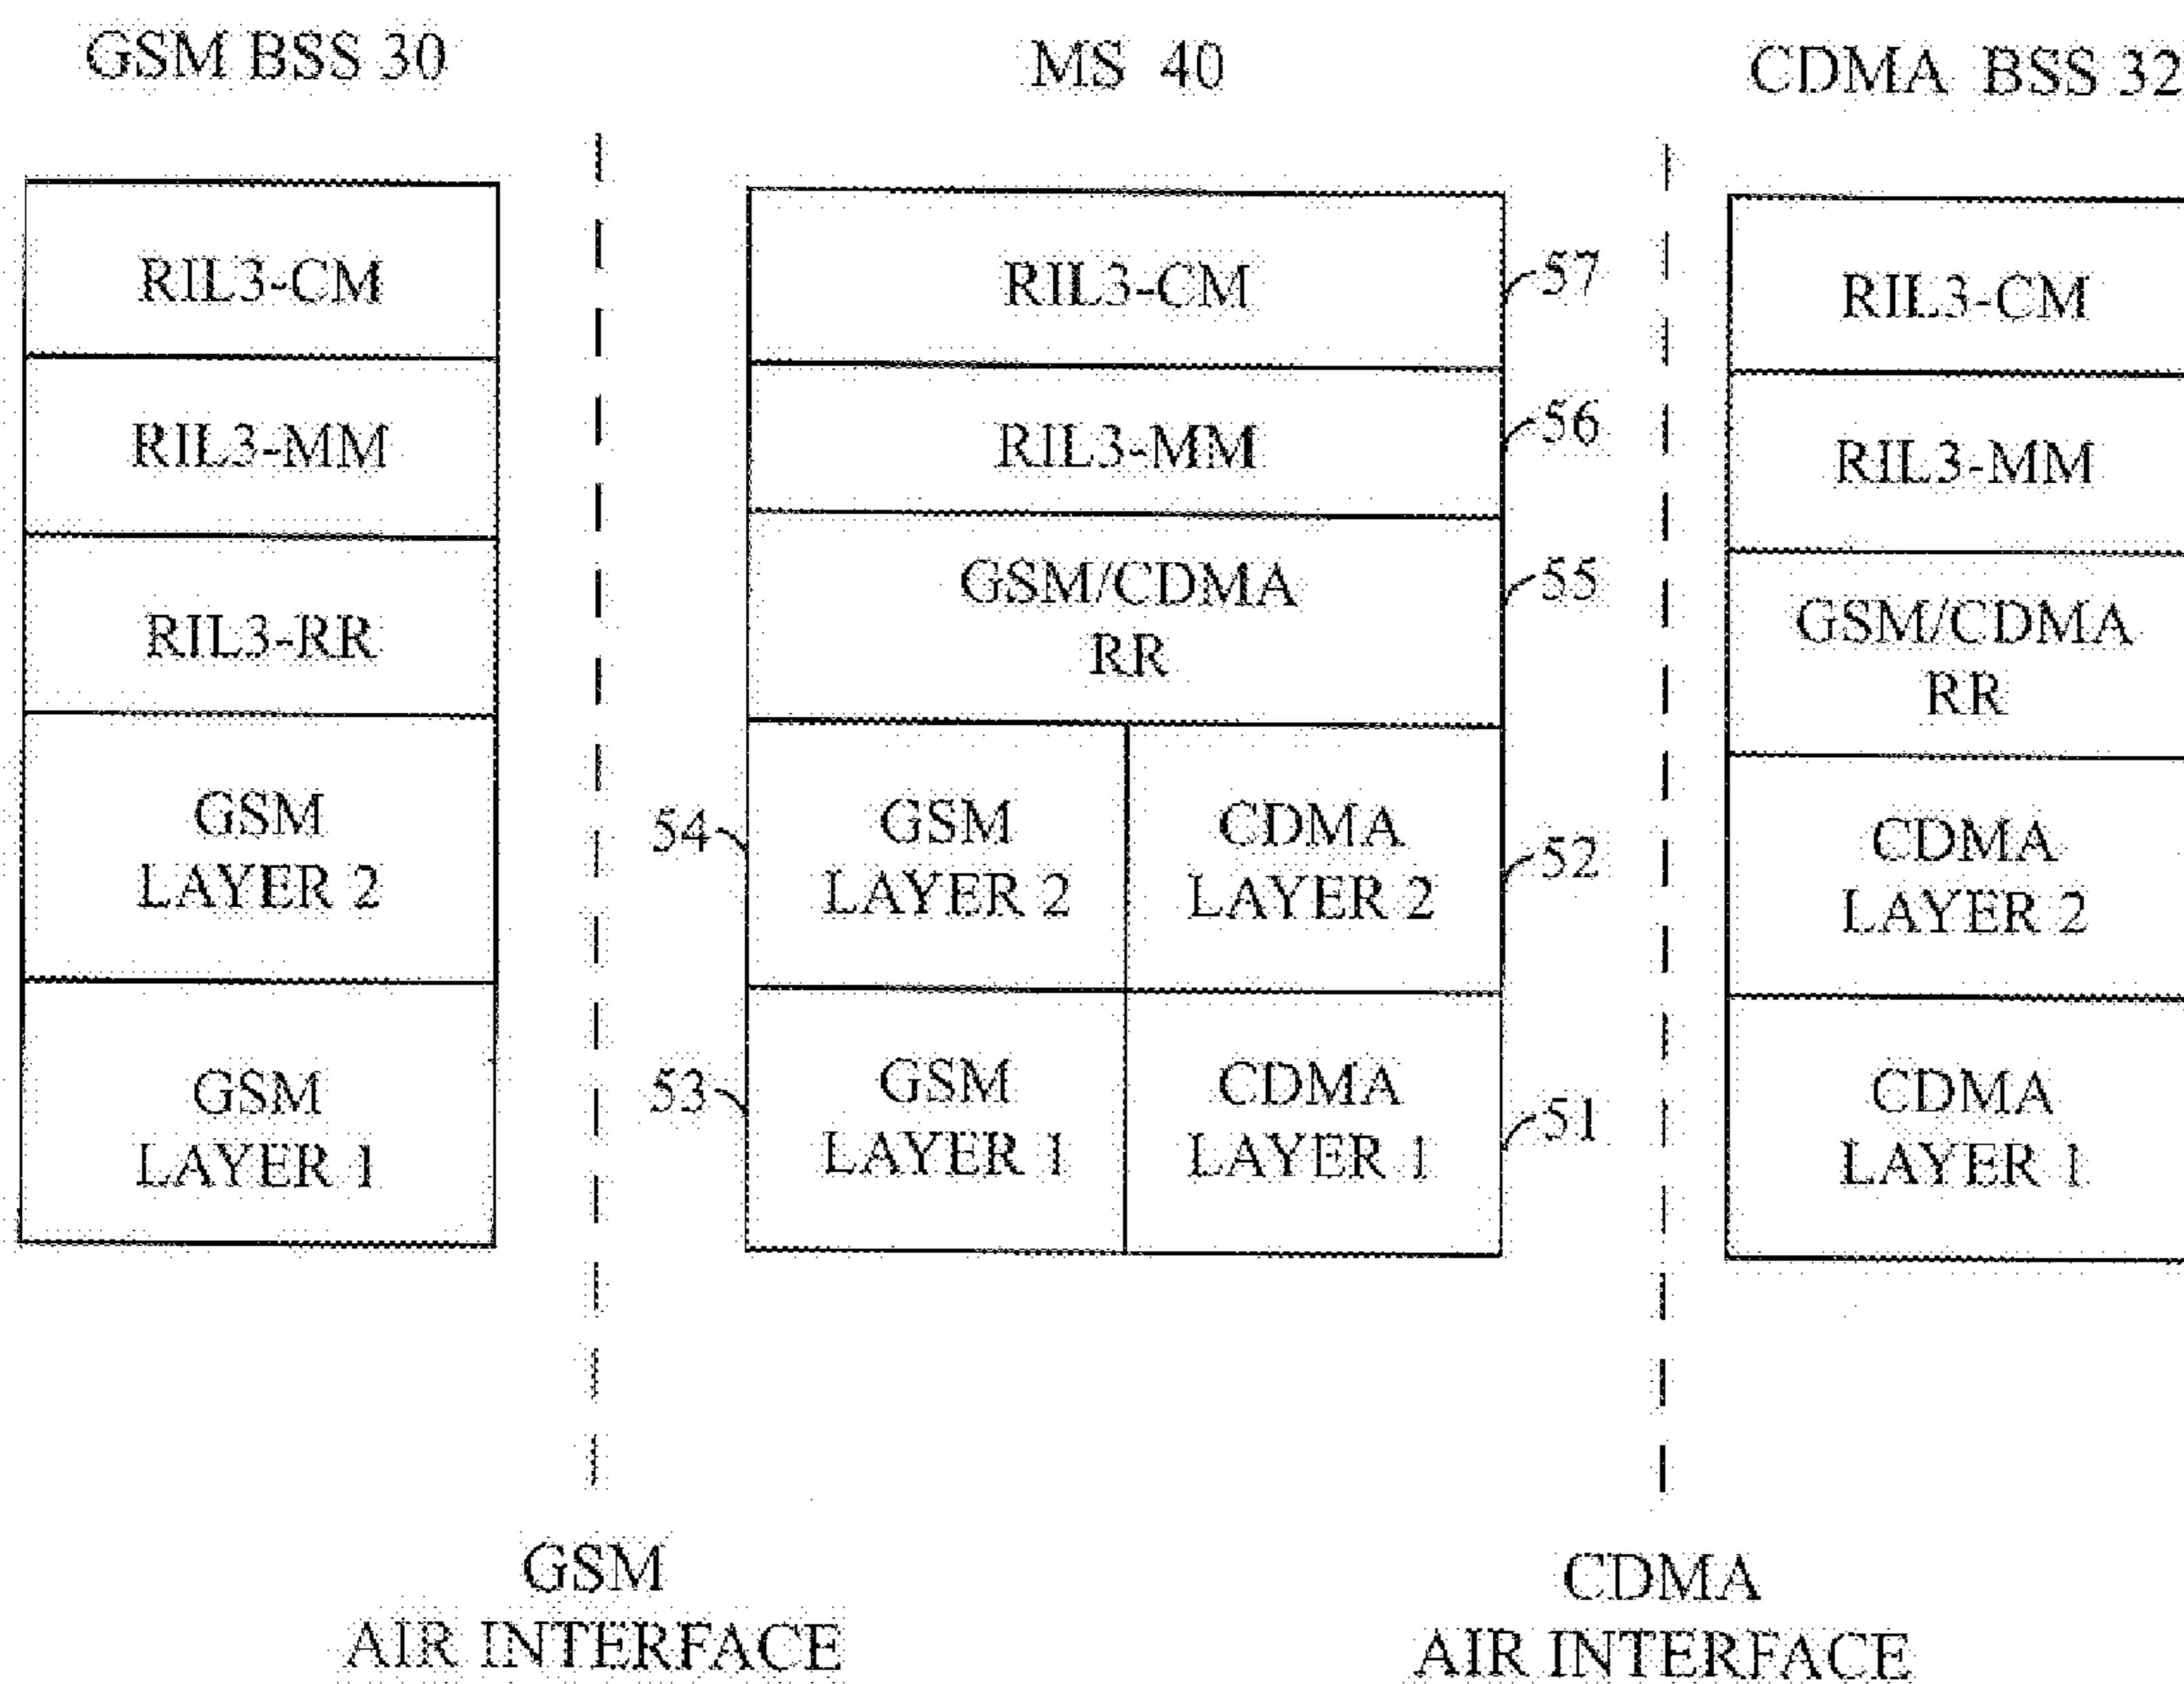 GSM BSS 30
MS 40
CDMA BSS 32
RIL3-CM
RIL3-MM
RIL3-RR
GSM
LAYER 2
GSM
LAYER 1
RIL3-CM
57
RIL3-MM
56
GSM/CDMA
RR
55
54
GSM
LAYER 2
CDMA
LAYER 2
52
53
GSM
LAYER 1
CDMA
LAYER 1
51
RIL3-CM
RIL3-MM
GSM/CDMA
RR
CDMA
LAYER 2
CDMA
LAYER 1
GSM
AIR INTERFACE
CDMA
AIR INTERFACE